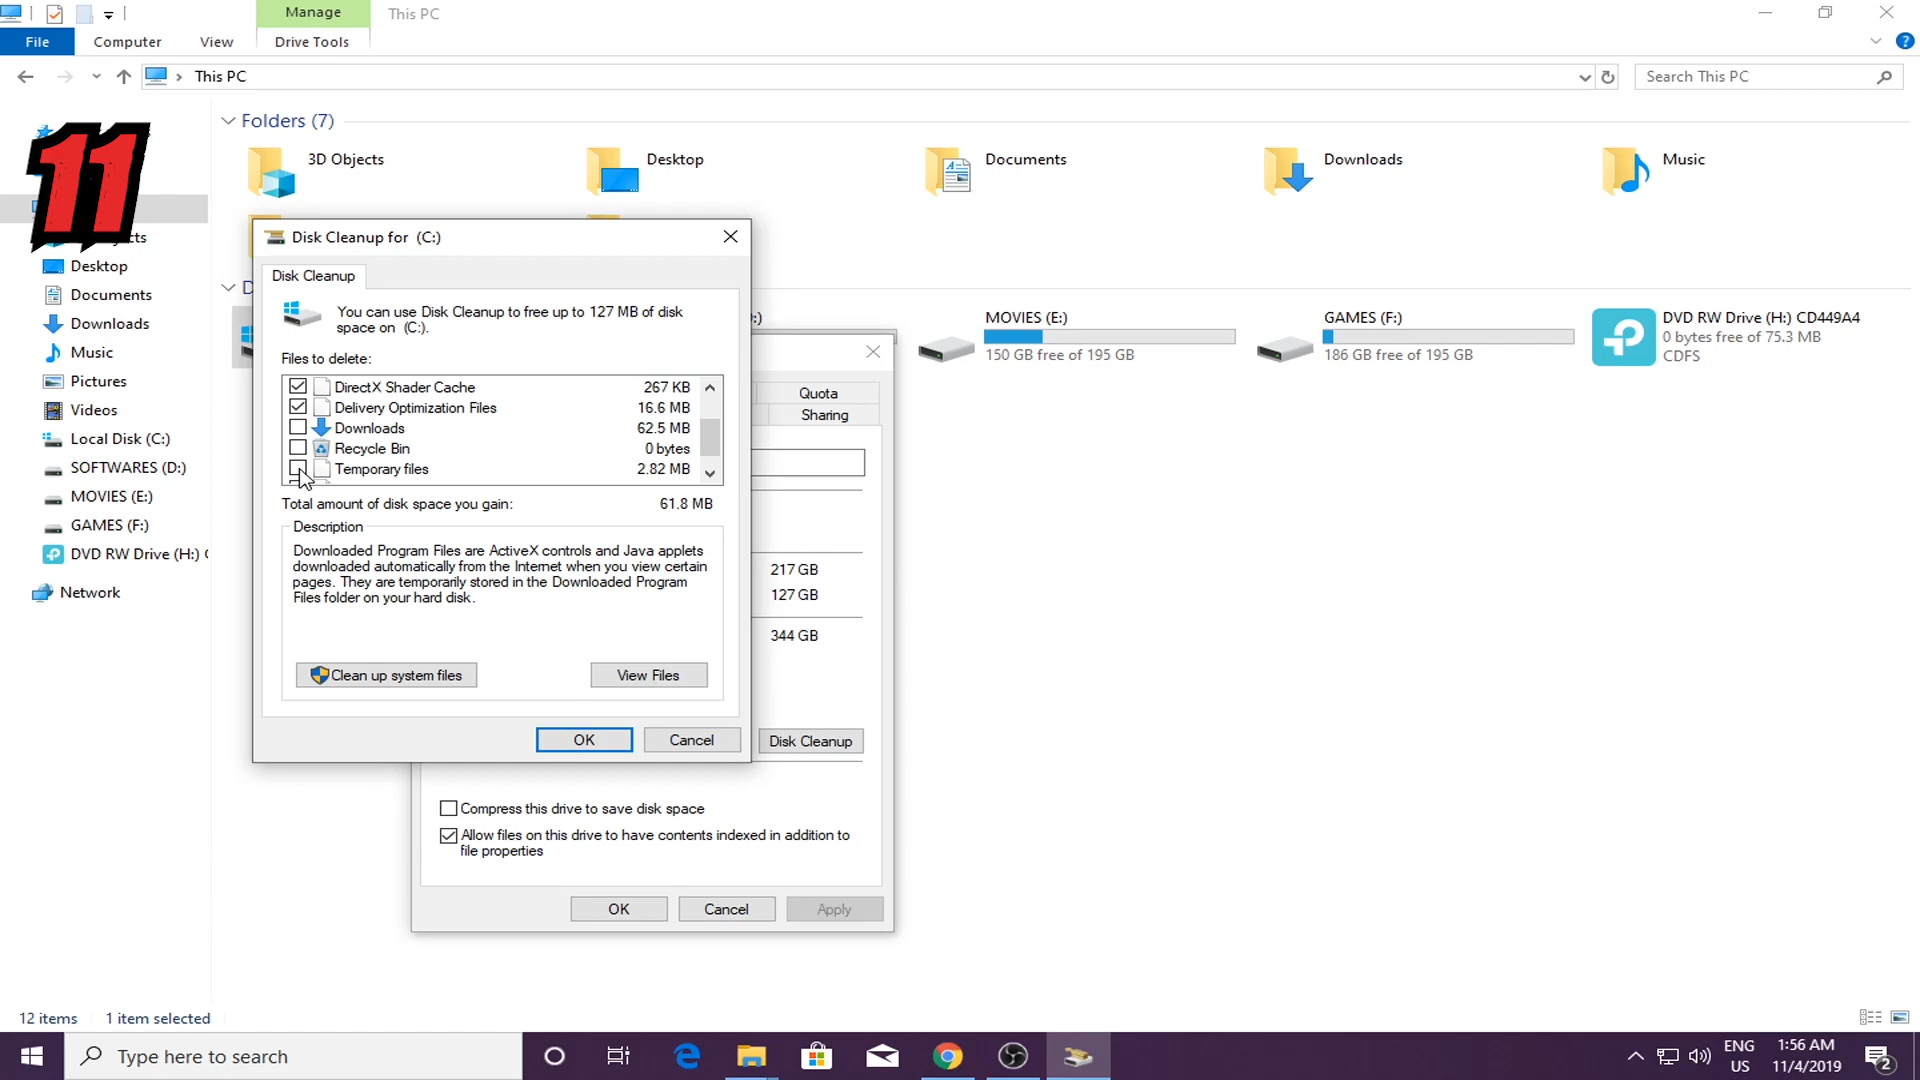 Manage
This PC
File
Computer
View
Drive Tools
This PC
Search This PC
Folders (7)
3D Objects
Desktop
Documents
Downloads
Music
11
Desktop
Documents
Downloads
Music
Pictures
Videos
Local Disk (C:)
SOFTWARES (D:)
MOVIES (E:)
GAMES (F:)
DVD RW Drive (H:) C
Network
MOVIES (E:)
150 GB free of 195 GB
GAMES (F:)
186 GB free of 195 GB
DVD RW Drive (H:) CD449A4
0 bytes free of 75.3 MB
CDFS
Disk Cleanup for (C:)
Disk Cleanup
You can use Disk Cleanup to free up to 127 MB of disk
space on (C:).
Files to delete:
DirectX Shader Cache 267 KB
Delivery Optimization Files 16.6 MB
Downloads 62.5 MB
Recycle Bin 0 bytes
Temporary files 2.82 MB
Total amount of disk space you gain: 61.8 MB
Description
Downloaded Program Files are ActiveX controls and Java applets
downloaded automatically from the Internet when you view certain
pages. They are temporarily stored in the Downloaded Program
Files folder on your hard disk.
Clean up system files
View Files
OK
Cancel
Quota
Sharing
217 GB
127 GB
344 GB
Disk Cleanup
Compress this drive to save disk space
Allow files on this drive to have contents indexed in addition to
file properties
OK
Cancel
Apply
12 items
1 item selected
Type here to search
ENG
US
1:56 AM
11/4/2019
2